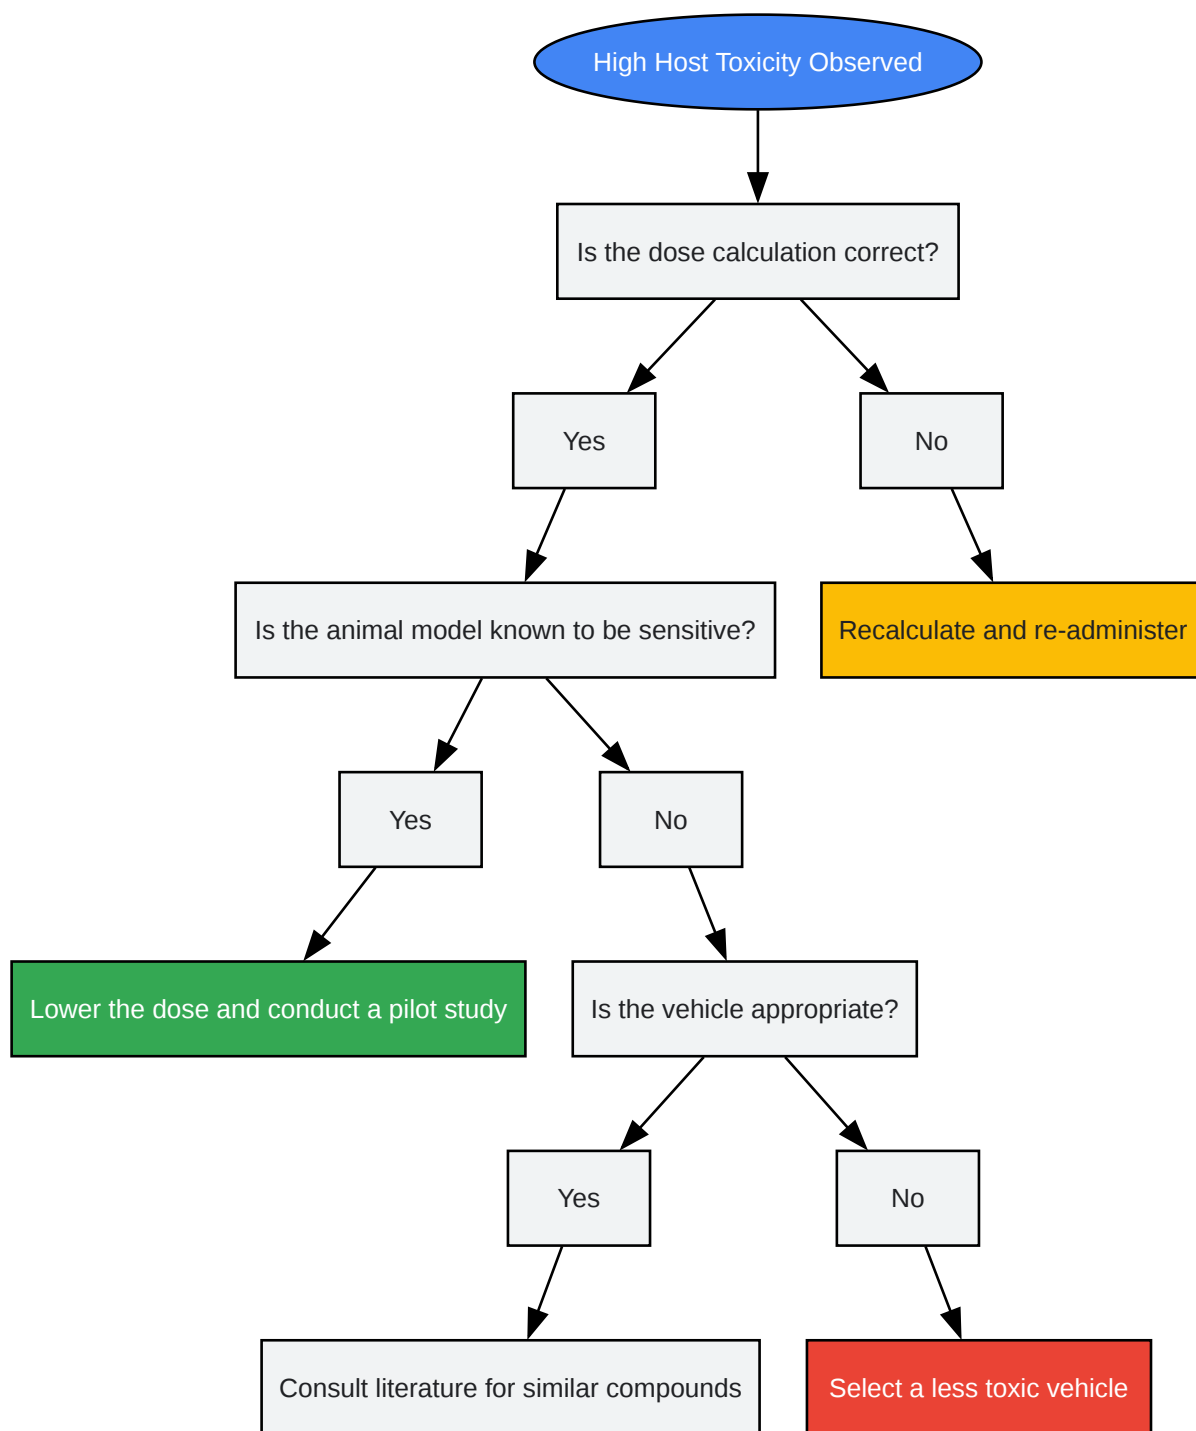 High Host Toxicity Observed
Is the dose calculation correct?
Yes
No
Is the animal model known to be sensitive?
Recalculate and re-administer
Yes
No
Lower the dose and conduct a pilot study
Is the vehicle appropriate?
Yes
No
Consult literature for similar compounds
Select a less toxic vehicle